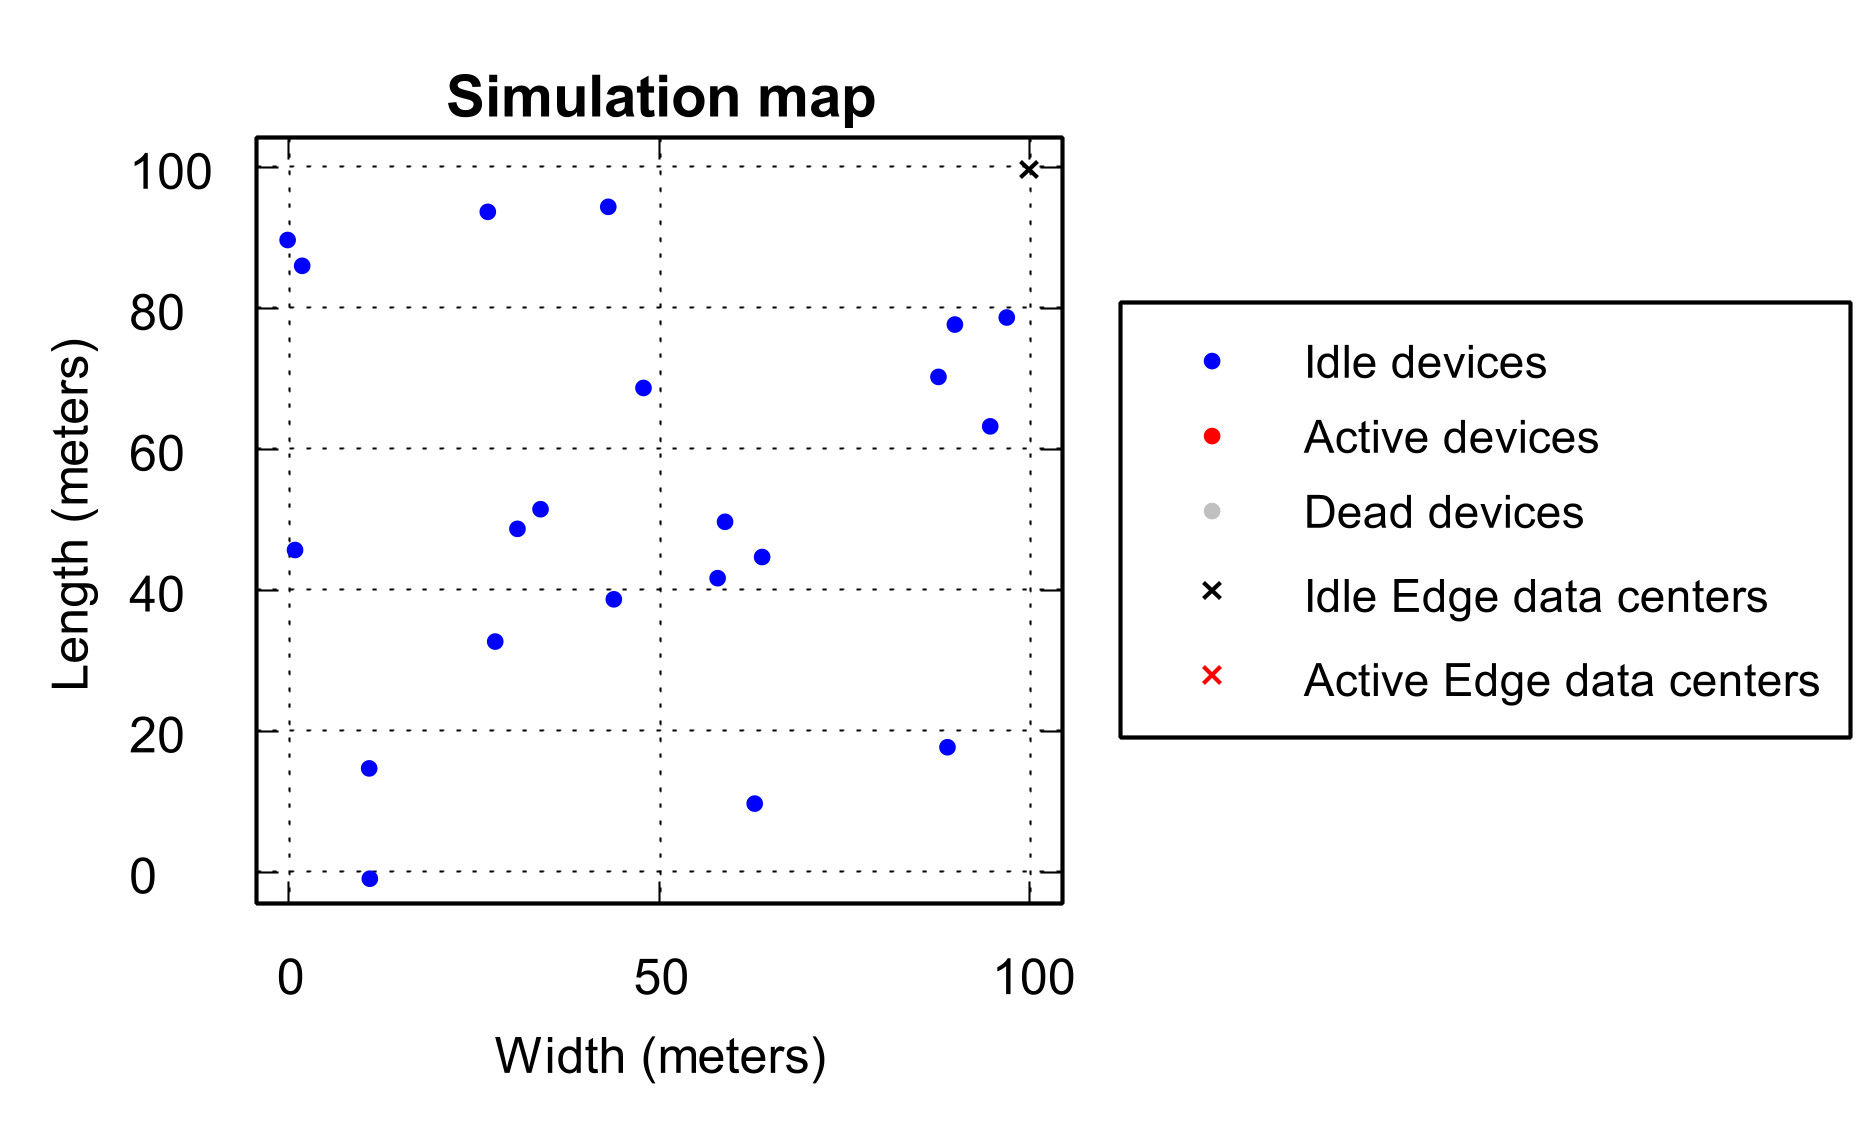 Simulation map
100
80
60
40
20
0
Length (meters)
0 50 100
Width (meters)
Idle devices
Active devices
Dead devices
Idle Edge data centers
Active Edge data centers